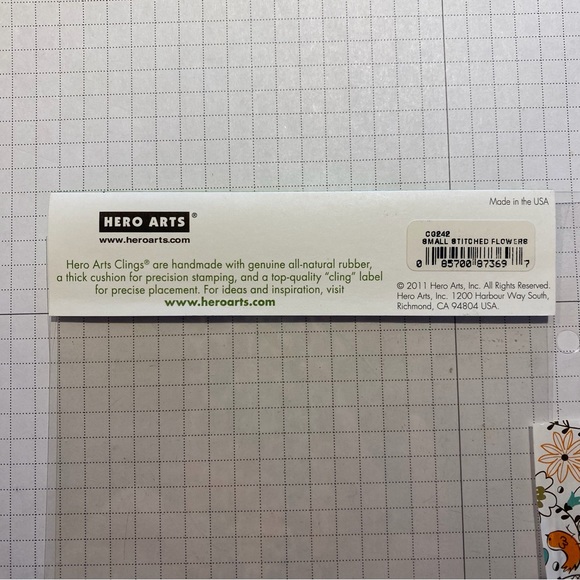 Made in the USA
HERO ARTS®
www.heroarts.com
CG242
SMALL STITCHED FLOWERS
0 85700 87369 7
Hero Arts Clings® are handmade with genuine all-natural rubber,
a thick cushion for precision stamping, and a top-quality "cling" label
for precise placement. For ideas and inspiration, visit
www.heroarts.com
© 2011 Hero Arts, Inc. All Rights Reserved.
Hero Arts, Inc. 1200 Harbour Way South,
Richmond, CA 94804 USA.